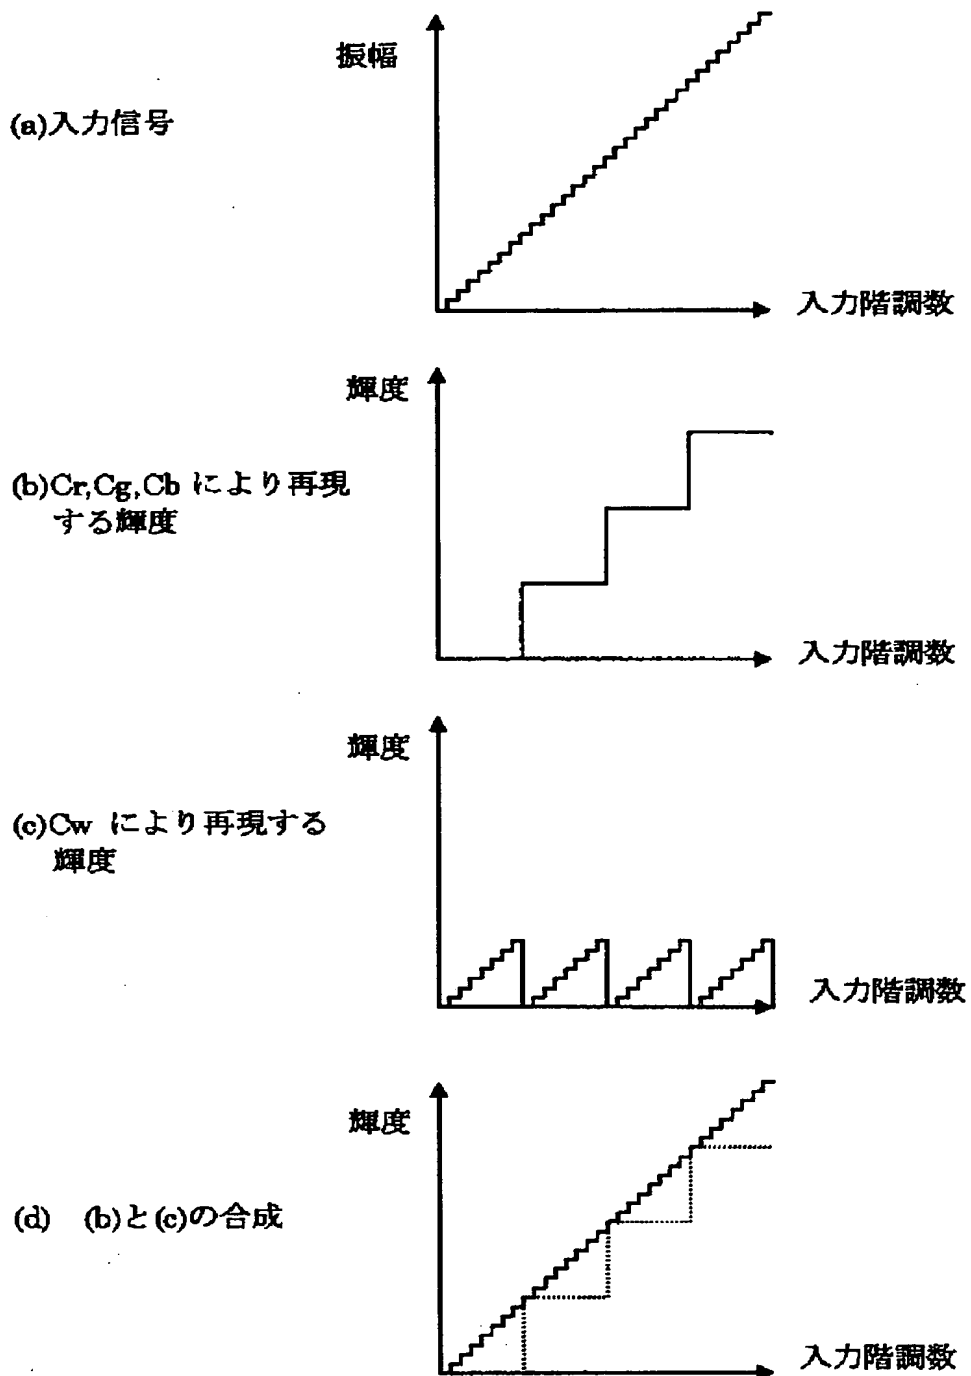 振幅
(a)入力信号
入力階調数
輝度
(b)Cr,Cg,Cb により再現
する輝度
入力階調数
輝度
(c)Cw により再現する
輝度
入力階調数
輝度
(d) (b)と(c)の合成
入力階調数